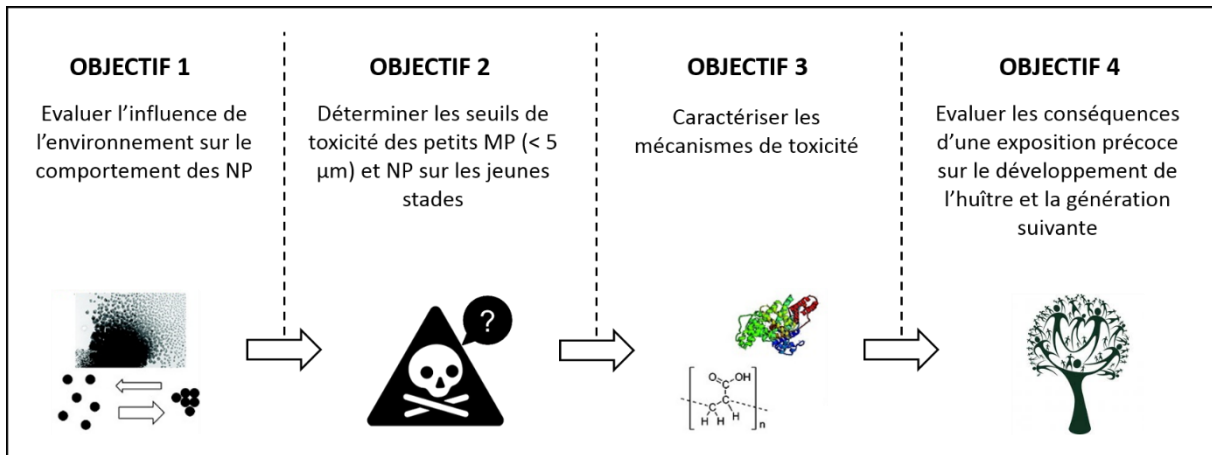 OBJECTIF 1
Evaluer l’influence de
l’environnement sur le
comportement des NP
OBJECTIF 2
Déterminer les seuils de
toxicité des petits MP (< 5
µm) et NP sur les jeunes
stades
?
OBJECTIF 3
Caractériser les
mécanismes de toxicité
O OH
C
C C
H H H
n
OBJECTIF 4
Evaluer les conséquences
d’une exposition précoce
sur le développement de
l’huître et la génération
suivante